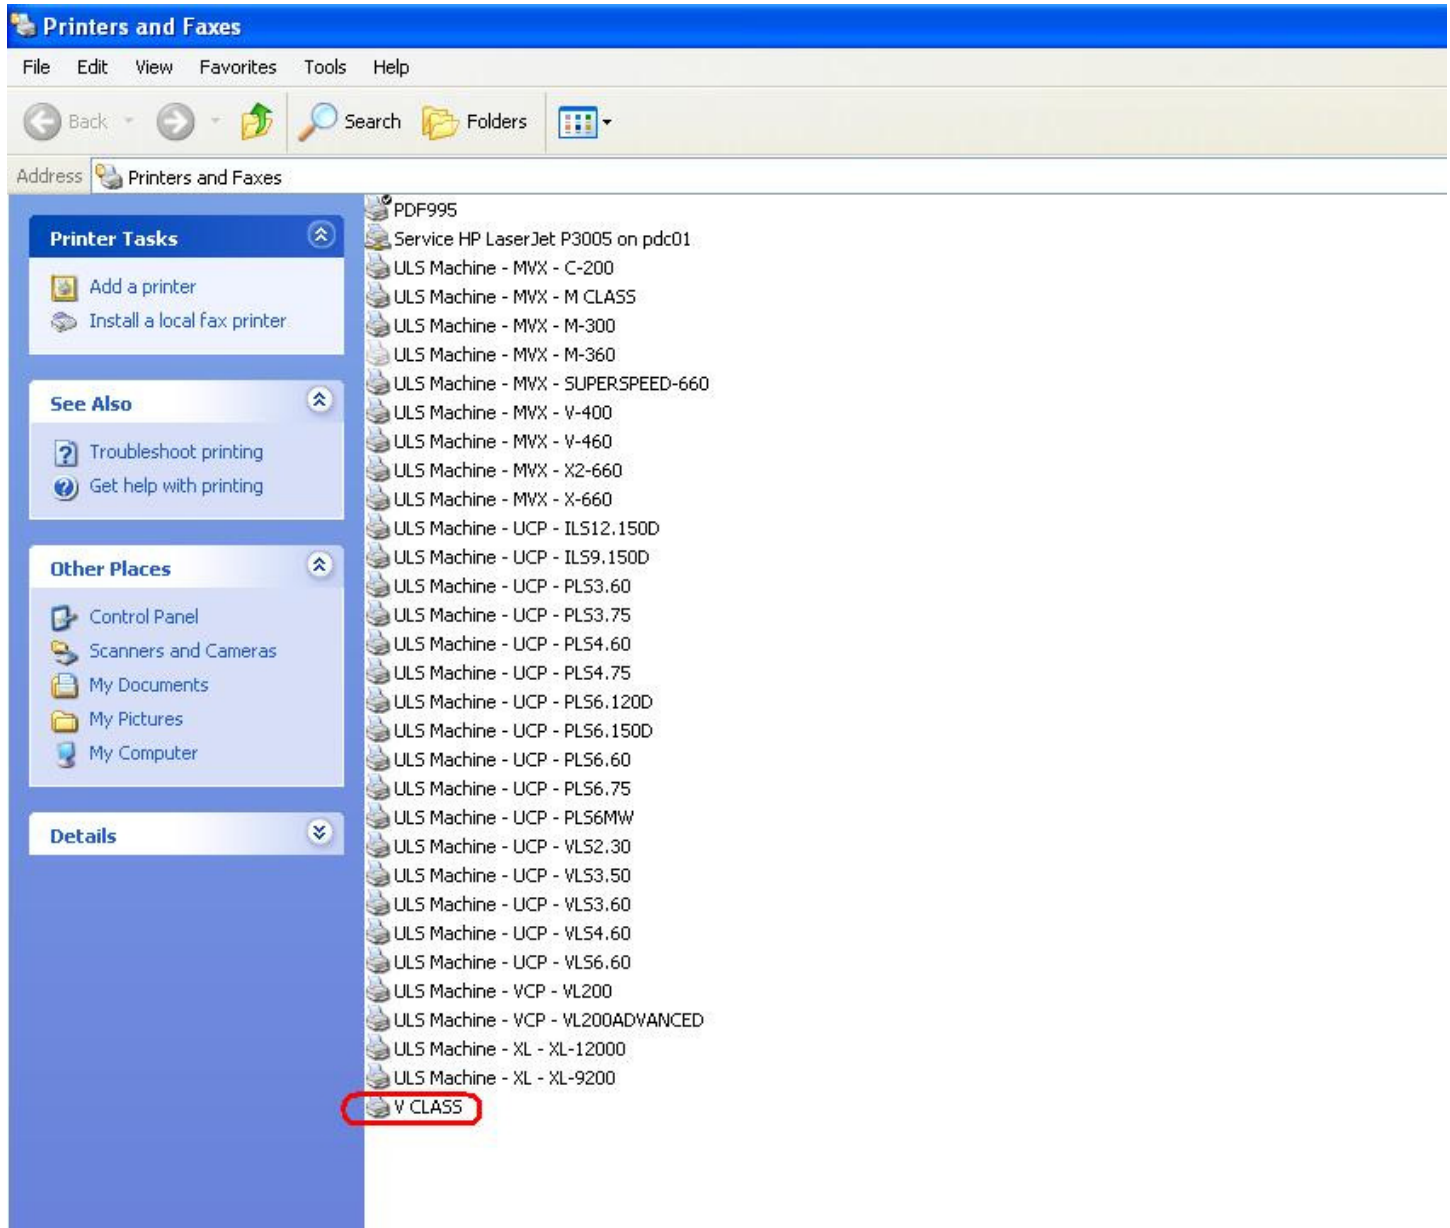 Printers and Faxes
File Edit View Favorites Tools Help
Back Search Folders
Address Printers and Faxes
Printer Tasks
Add a printer
Install a local fax printer
See Also
Troubleshoot printing
Get help with printing
Other Places
Control Panel
Scanners and Cameras
My Documents
My Pictures
My Computer
Details
PDF995
Service HP LaserJet P3005 on pdc01
ULS Machine - MVX - C-200
ULS Machine - MVX - M CLASS
ULS Machine - MVX - M-300
ULS Machine - MVX - M-360
ULS Machine - MVX - SUPERSPEED-660
ULS Machine - MVX - V-400
ULS Machine - MVX - V-460
ULS Machine - MVX - X2-660
ULS Machine - MVX - X-660
ULS Machine - UCP - ILS12.150D
ULS Machine - UCP - ILS9.150D
ULS Machine - UCP - PLS3.60
ULS Machine - UCP - PLS3.75
ULS Machine - UCP - PLS4.60
ULS Machine - UCP - PLS4.75
ULS Machine - UCP - PLS6.120D
ULS Machine - UCP - PLS6.150D
ULS Machine - UCP - PLS6.60
ULS Machine - UCP - PLS6.75
ULS Machine - UCP - PLS6MW
ULS Machine - UCP - VLS2.30
ULS Machine - UCP - VLS3.50
ULS Machine - UCP - VLS3.60
ULS Machine - UCP - VLS4.60
ULS Machine - UCP - VLS6.60
ULS Machine - VCP - VL200
ULS Machine - VCP - VL200ADVANCED
ULS Machine - XL - XL-12000
ULS Machine - XL - XL-9200
V CLASS